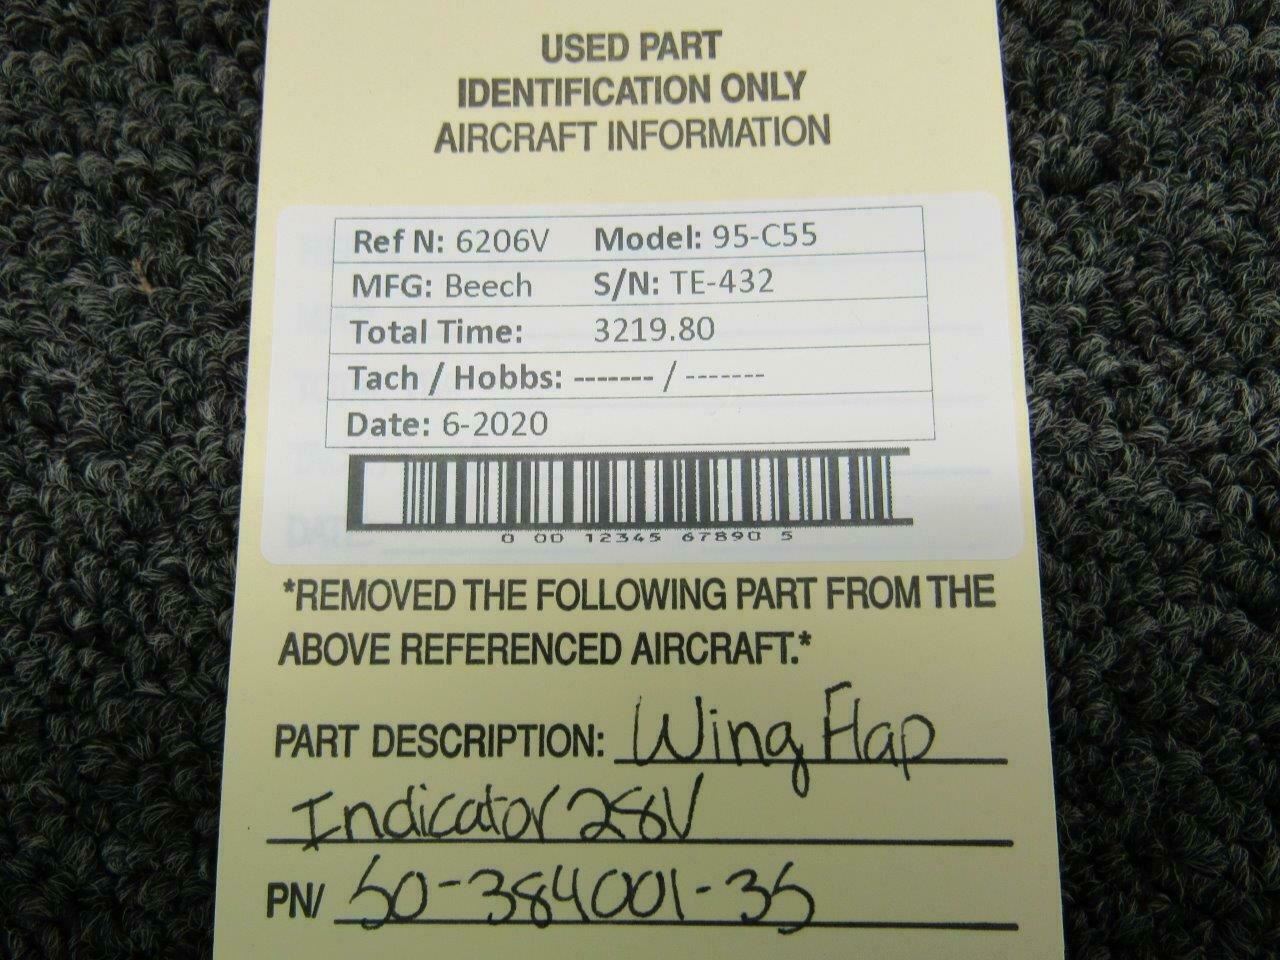 USED PART
IDENTIFICATION ONLY
AIRCRAFT INFORMATION
Ref N: 6206V Model: 95-C55
MFG: Beech S/N: TE-432
Total Time: 3219.80
Tach / Hobbs: ------- / -------
Date: 6-2020
0 00 12345 67890 5
*REMOVED THE FOLLOWING PART FROM THE
ABOVE REFERENCED AIRCRAFT.*
PART DESCRIPTION: Wing Flap
Indicator 28V
PN/ 50-384001-35